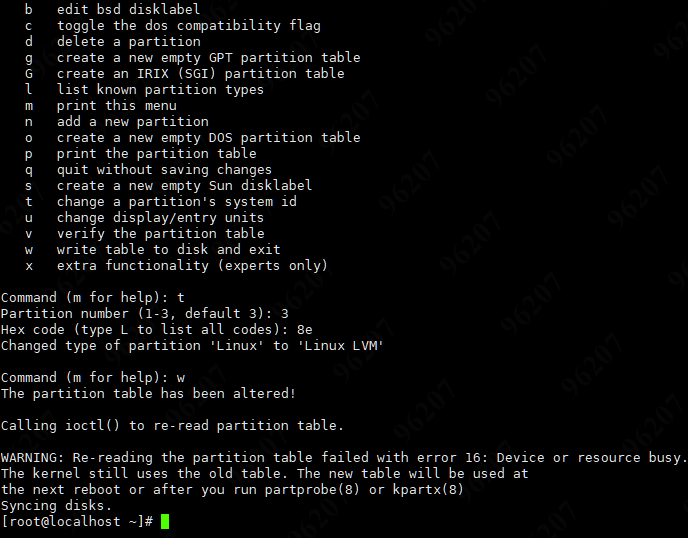 b   edit bsd disklabel
c   toggle the dos compatibility flag
d   delete a partition
g   create a new empty GPT partition table
G   create an IRIX (SGI) partition table
l   list known partition types
m   print this menu
n   add a new partition
o   create a new empty DOS partition table
p   print the partition table
q   quit without saving changes
s   create a new empty Sun disklabel
t   change a partition's system id
u   change display/entry units
v   verify the partition table
w   write table to disk and exit
x   extra functionality (experts only)
Command (m for help): t
Partition number (1-3, default 3): 3
Hex code (type L to list all codes): 8e
Changed type of partition 'Linux' to 'Linux LVM'
Command (m for help): w
The partition table has been altered!
Calling ioctl() to re-read partition table.
WARNING: Re-reading the partition table failed with error 16: Device or resource busy.
The kernel still uses the old table. The new table will be used at
the next reboot or after you run partprobe(8) or kpartx(8)
Syncing disks.
[root@localhost ~]#
96207